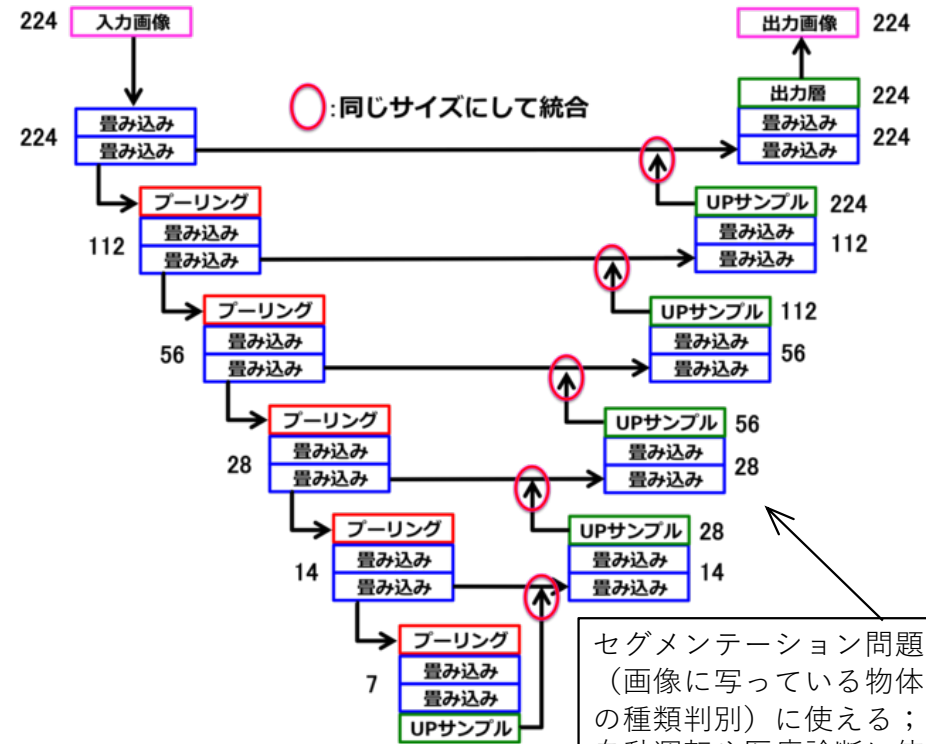 224 入力画像
出力画像 224
:同じサイズにして統合
出力層 224
224 畳み込み
畳み込み
畳み込み 224
畳み込み
プーリング
UPサンプル 224
112 畳み込み
畳み込み
畳み込み 112
畳み込み
プーリング
UPサンプル 112
56 畳み込み
畳み込み
畳み込み 56
畳み込み
プーリング
UPサンプル 56
28 畳み込み
畳み込み
畳み込み 28
畳み込み
プーリング
UPサンプル 28
14 畳み込み
畳み込み
畳み込み 14
畳み込み
プーリング
7 畳み込み
畳み込み
UPサンプル
セグメンテーション問題
（画像に写っている物体
の種類判別）に使える；